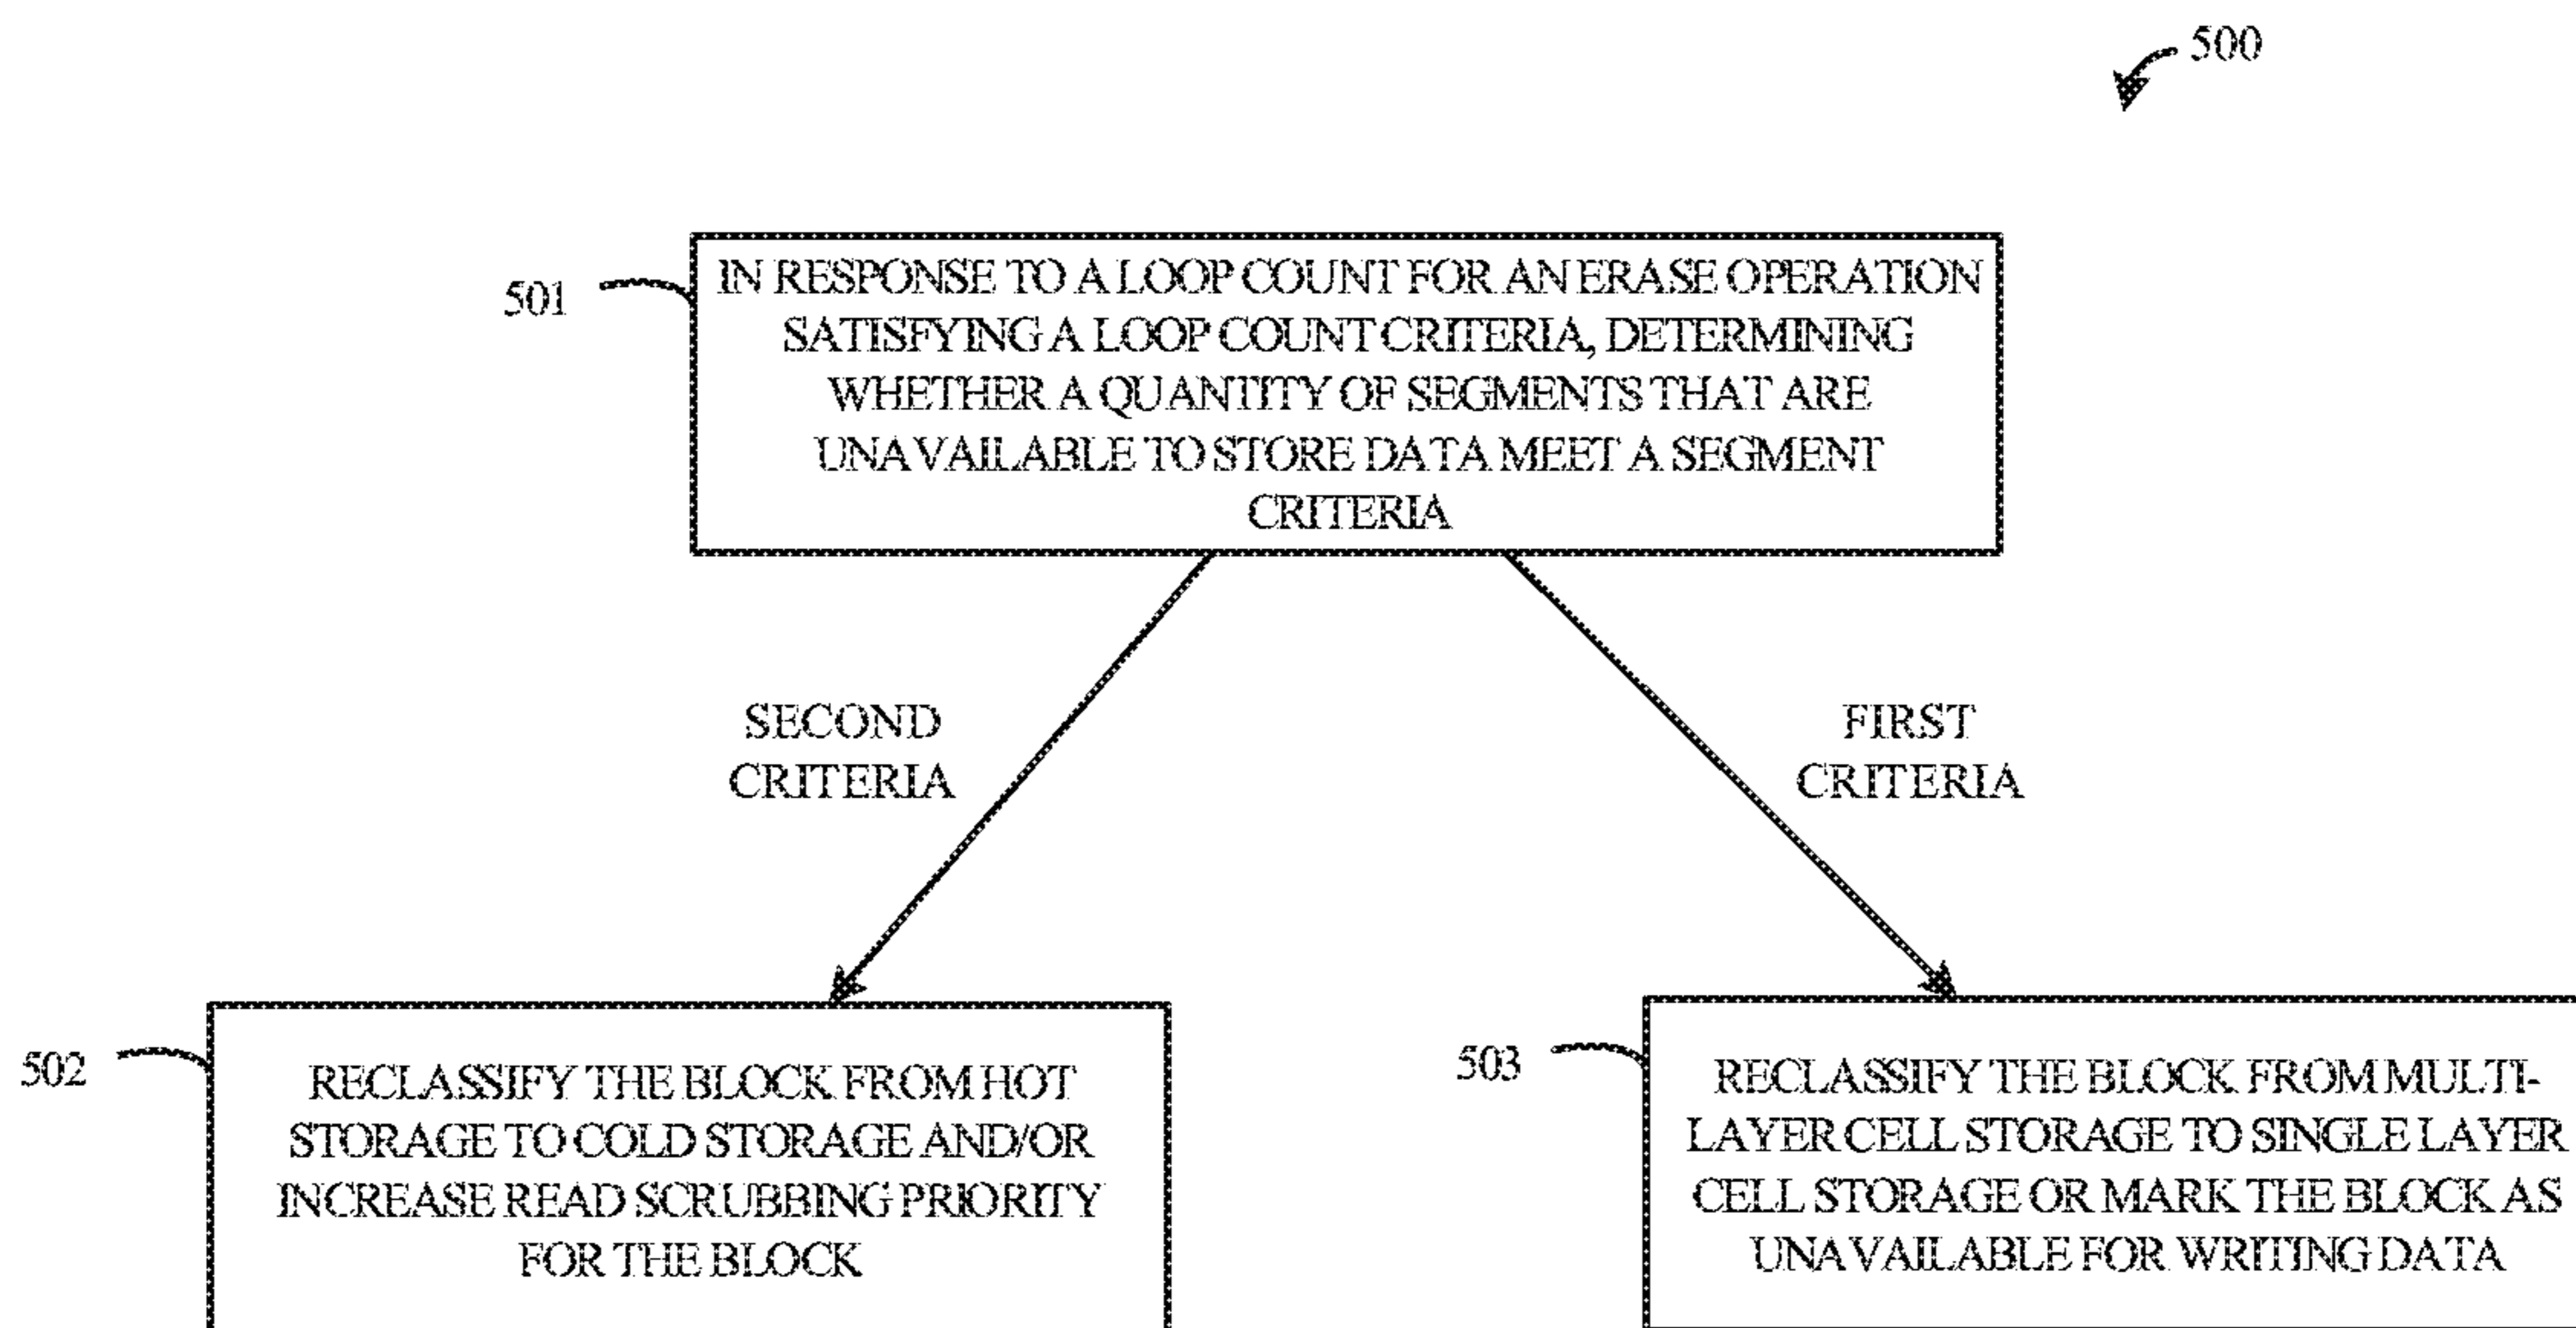 500
501
IN RESPONSE TO A LOOP COUNT FOR AN ERASE OPERATION
SATISFYING A LOOP COUNT CRITERIA, DETERMINING
WHETHER A QUANTITY OF SEGMENTS THAT ARE
UNAVAILABLE TO STORE DATA MEET A SEGMENT
CRITERIA
SECOND
CRITERIA
FIRST
CRITERIA
502
RECLASSIFY THE BLOCK FROM HOT
STORAGE TO COLD STORAGE AND/OR
INCREASE READ SCRUBBING PRIORITY
FOR THE BLOCK
503
RECLASSIFY THE BLOCK FROM MULTI-
LAYER CELL STORAGE TO SINGLE LAYER
CELL STORAGE OR MARK THE BLOCK AS
UNAVAILABLE FOR WRITING DATA